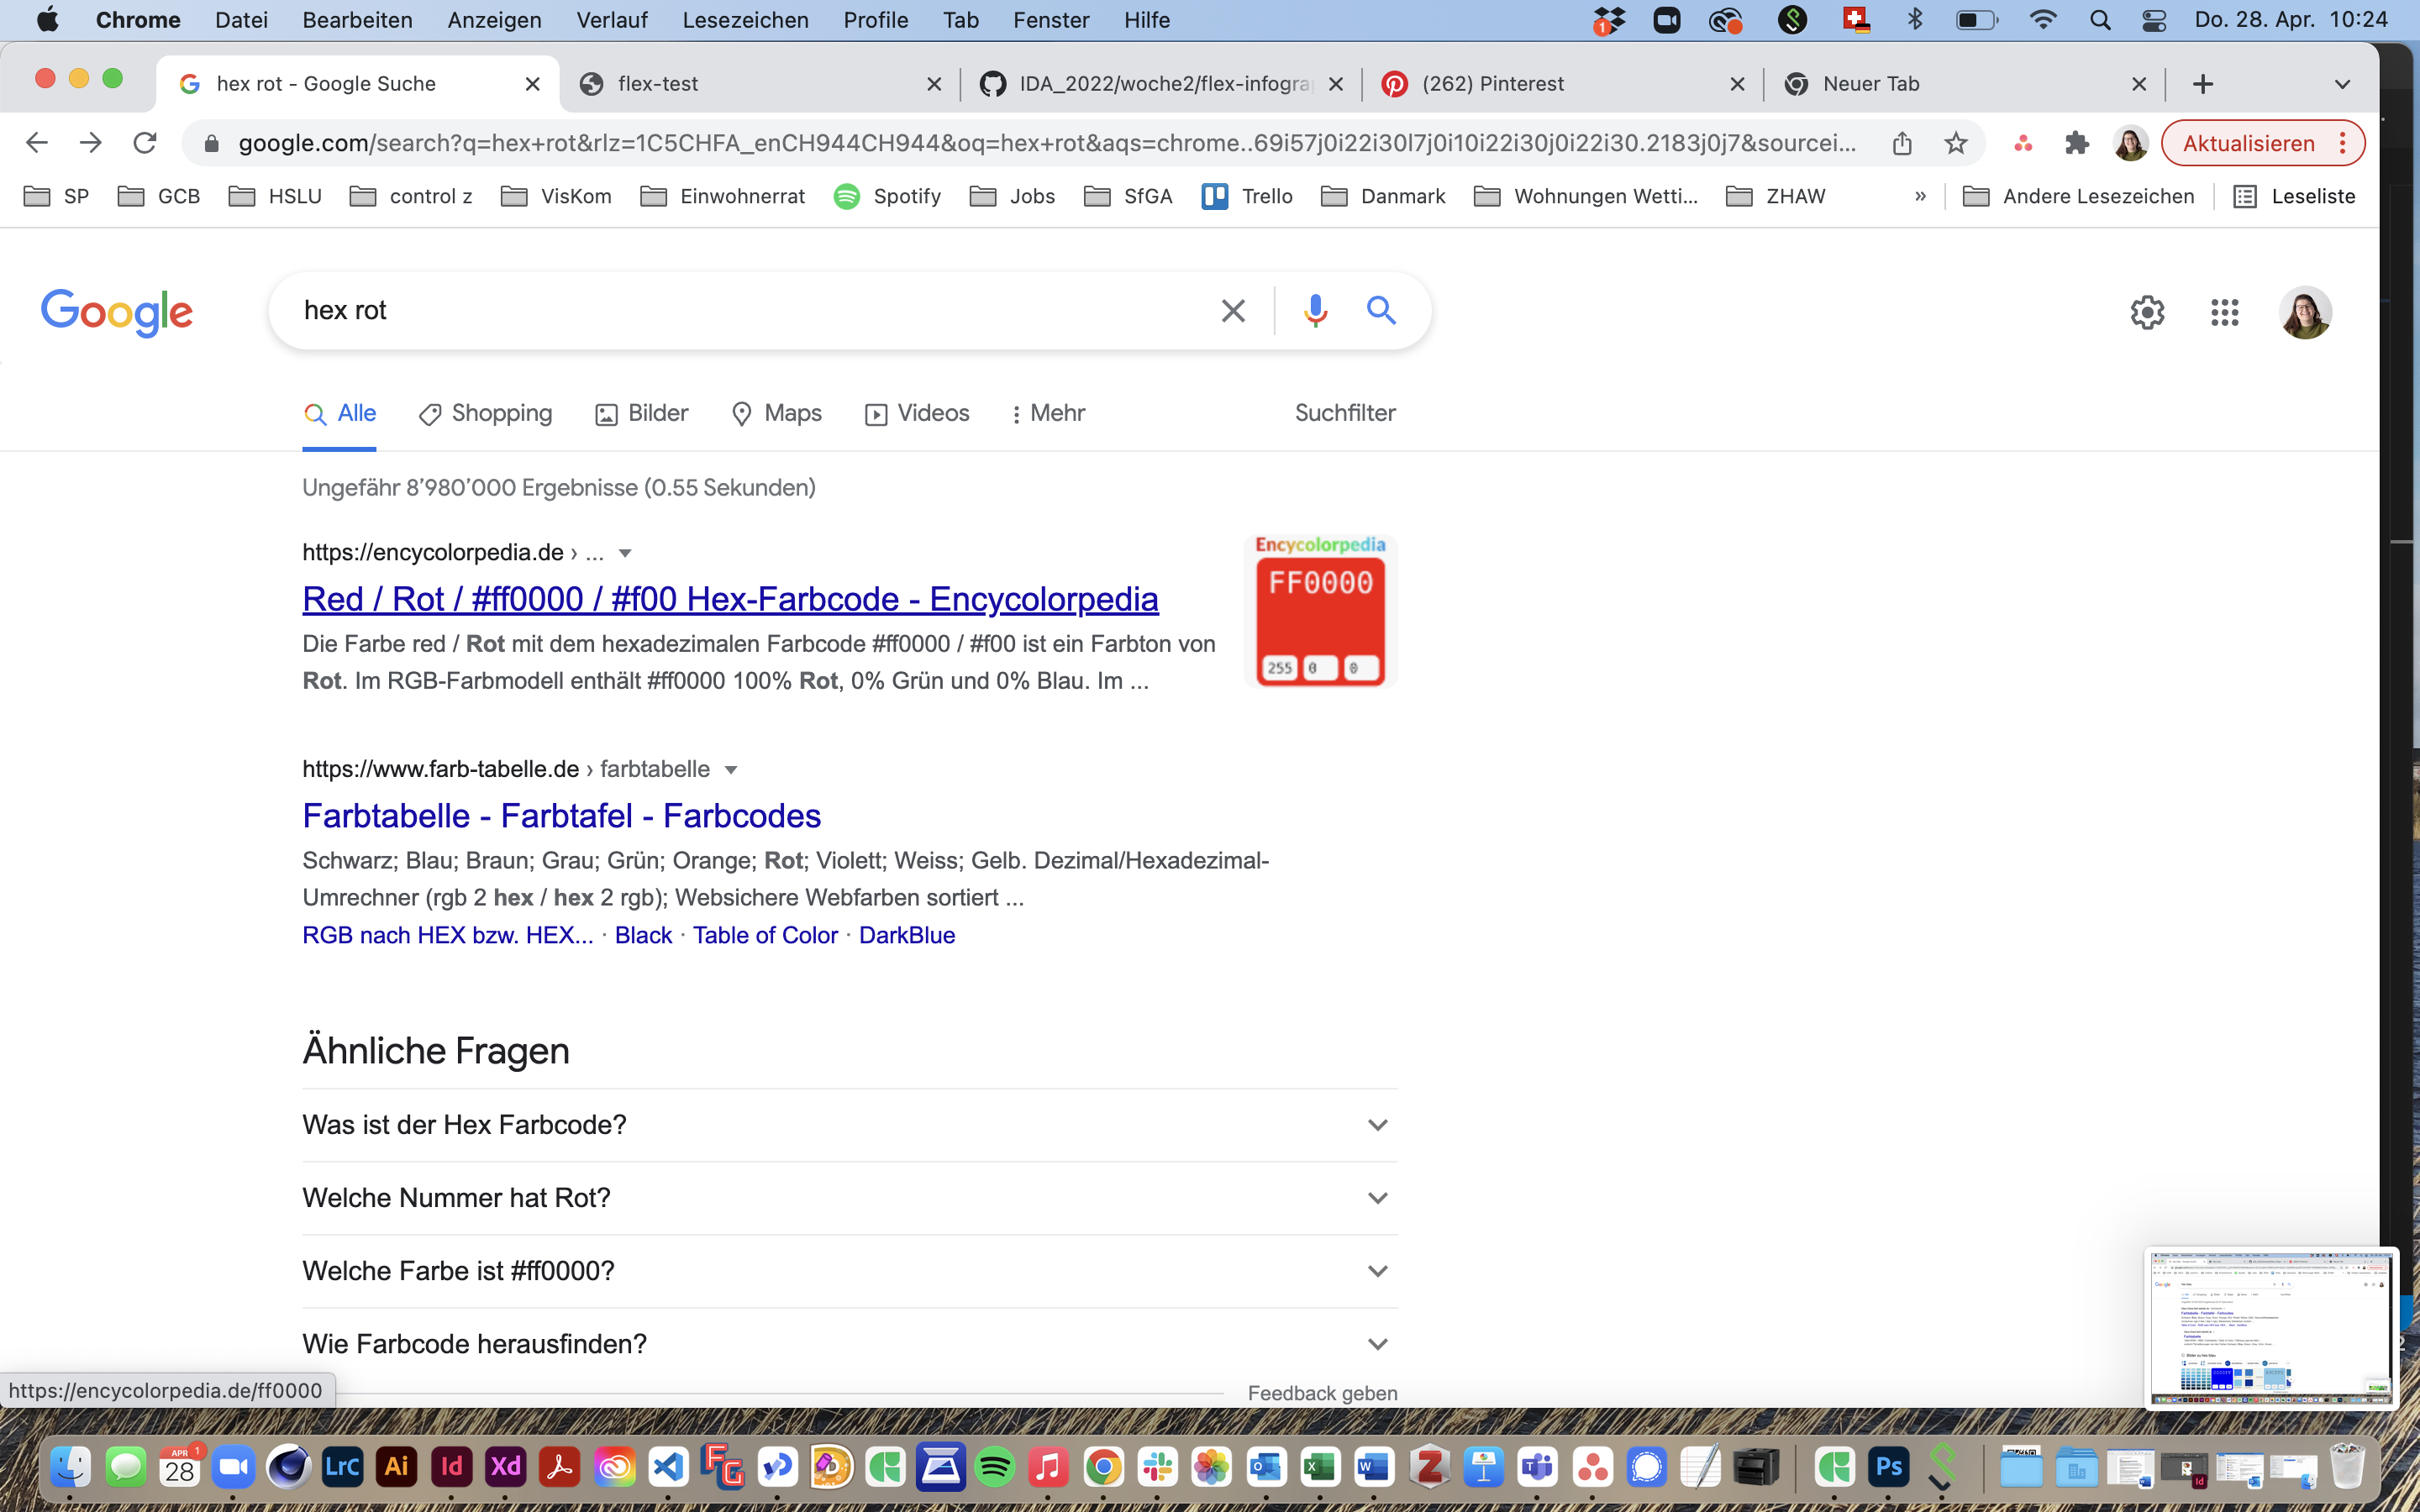 Chrome Datei Bearbeiten Anzeigen Verlauf Lesezeichen Profile Tab Fenster Hilfe 1 Do. 28. Apr. 10:24
hex rot - Google Suche flex-test IDA_2022/woche2/flex-infogra (262) Pinterest Neuer Tab
google.com/search?q=hex+rot&rlz=1C5CHFA_enCH944CH944&oq=hex+rot&aqs=chrome..69i57j0i22i30l7j0i10i22i30j0i22i30.2183j0j7&sourcei... Aktualisieren
SP GCB HSLU control z VisKom Einwohnerrat Spotify Jobs SfGA Trello Danmark Wohnungen Wetti... ZHAW » Andere Lesezeichen Leseliste
Google hex rot
Alle Shopping Bilder Maps Videos Mehr Suchfilter
Ungefähr 8’980’000 Ergebnisse (0.55 Sekunden)
https://encycolorpedia.de › ...
Red / Rot / #ff0000 / #f00 Hex-Farbcode - Encycolorpedia
Die Farbe red / Rot mit dem hexadezimalen Farbcode #ff0000 / #f00 ist ein Farbton von
Rot. Im RGB-Farbmodell enthält #ff0000 100% Rot, 0% Grün und 0% Blau. Im ...
Encycolorpedia
FF0000
255 0 0
https://www.farb-tabelle.de › farbtabelle
Farbtabelle - Farbtafel - Farbcodes
Schwarz; Blau; Braun; Grau; Grün; Orange; Rot; Violett; Weiss; Gelb. Dezimal/Hexadezimal-
Umrechner (rgb 2 hex / hex 2 rgb); Websichere Webfarben sortiert ...
RGB nach HEX bzw. HEX... · Black · Table of Color · DarkBlue
Ähnliche Fragen
Was ist der Hex Farbcode?
Welche Nummer hat Rot?
Welche Farbe ist #ff0000?
Wie Farbcode herausfinden?
https://encycolorpedia.de/ff0000
Feedback geben
APR 28 1 LrC Ai Id Xd FG D O X W Z T Ps